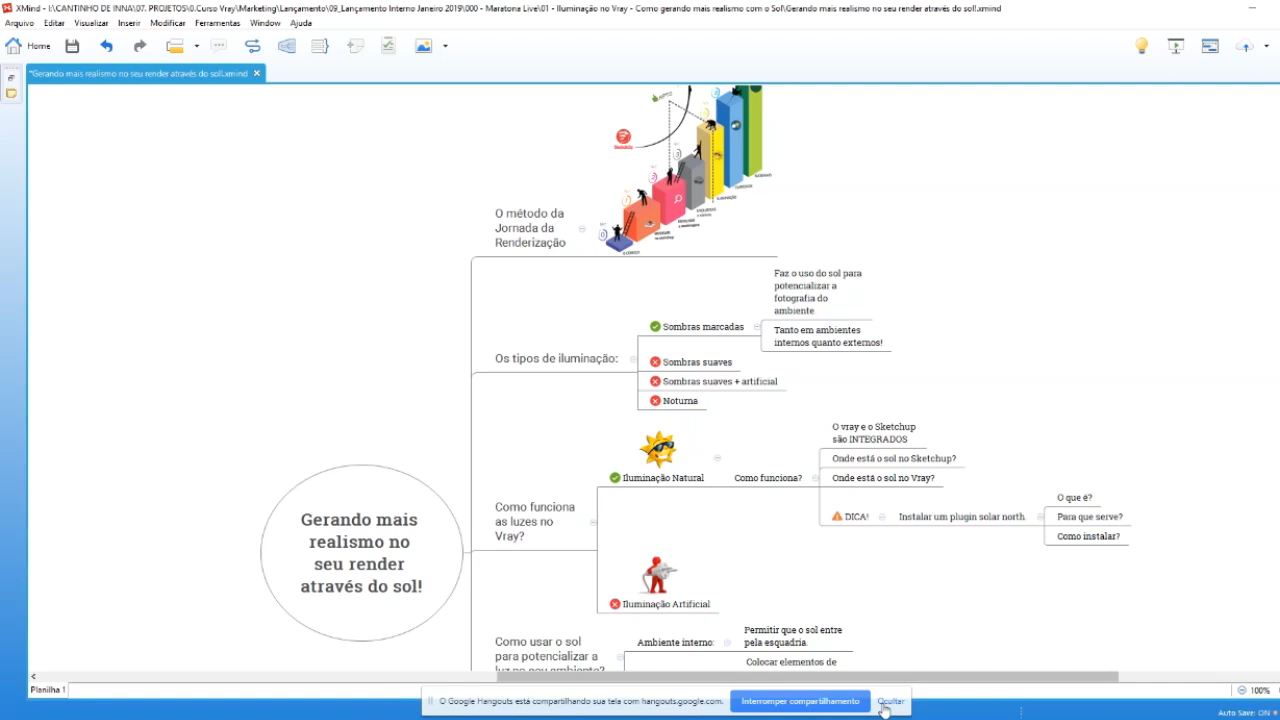 XMind - I:\CANTINHO DE INNA\07. PROJETOS\0.Curso Vray\Marketing\Lançamento\09_Lançamento Interno Janeiro 2019\000 - Maratona Live\01 - Iluminação no Vray - Como gerando mais realismo com o Sol\Gerando mais realismo no seu render através do sol!.xmind
Arquivo Editar Visualizar Inserir Modificar Ferramentas Window Ajuda
Home
*Gerando mais realismo no seu render através do sol!.xmind
O método da
Jornada da
Renderização
Faz o uso do sol para
potencializar a
fotografia do
ambiente
Sombras marcadas
Tanto em ambientes
internos quanto externos!
Os tipos de iluminação:
Sombras suaves
Sombras suaves + artificial
Noturna
O vray e o Sketchup
são INTEGRADOS
Onde está o sol no Sketchup?
Iluminação Natural
Como funciona?
Onde está o sol no Vray?
O que é?
DICA!
Instalar um plugin solar north
Para que serve?
Como instalar?
Como funciona
as luzes no
Vray?
Gerando mais
realismo no
seu render
através do sol!
Iluminação Artificial
Como usar o sol
para potencializar a
luz no seu ambiente?
Ambiente interno:
Permitir que o sol entre
pela esquadria.
Colocar elementos de
Planilha 1
100%
O Google Hangouts está compartilhando sua tela com hangouts.google.com.
Interromper compartilhamento
Ocultar
Auto Save: ON